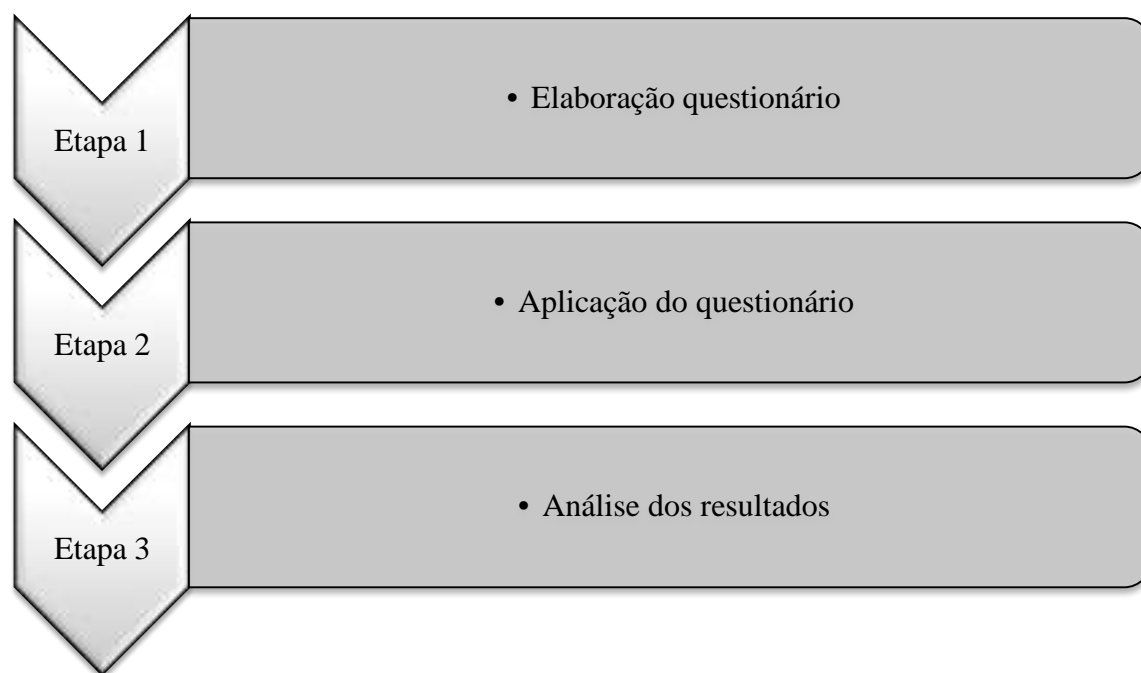 Etapa 1
• Elaboração questionário
Etapa 2
• Aplicação do questionário
Etapa 3
• Análise dos resultados